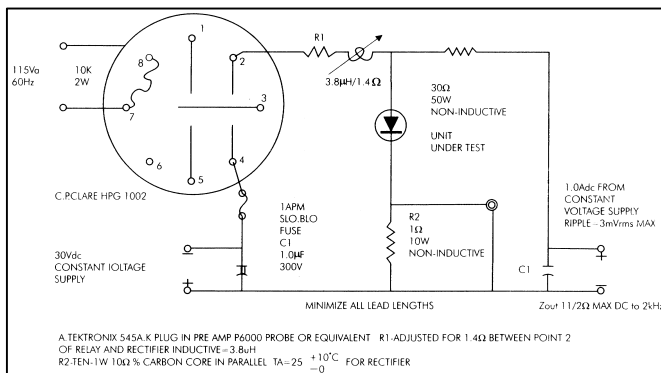 1
R1
115Va
60Hz
10K
2W
8
2
3.8µH/1.4Ω
30Ω
50W
NON-INDUCTIVE
3
7
UNIT
UNDER TEST
6
4
C.P.CLARE HPG 1002
5
1APM
SLO.BLO
FUSE
C1
1.0µF
300V
R2
1Ω
10W
NON-INDUCTIVE
1.0Adc FROM
CONSTANT
VOLTAGE SUPPLY
RIPPLE-3mVrms MAX
30Vdc
CONSTANT IOLTAGE
SUPPLY
−
+
C1
+
−
MINIMIZE ALL LEAD LENGTHS
Zout 11/2Ω MAX DC to 2kHz
A.TEKTRONIX 545A.K PLUG IN PRE AMP P6000 PROBE OR EQUIVALENT R1-ADJUSTED FOR 1.4Ω BETWEEN POINT 2
OF RELAY AND RECTIFIER INDUCTIVE=3.8uH
R2-TEN-1W 10Ω % CARBON CORE IN PARALLEL TA=25 +10°C −0 FOR RECTIFIER